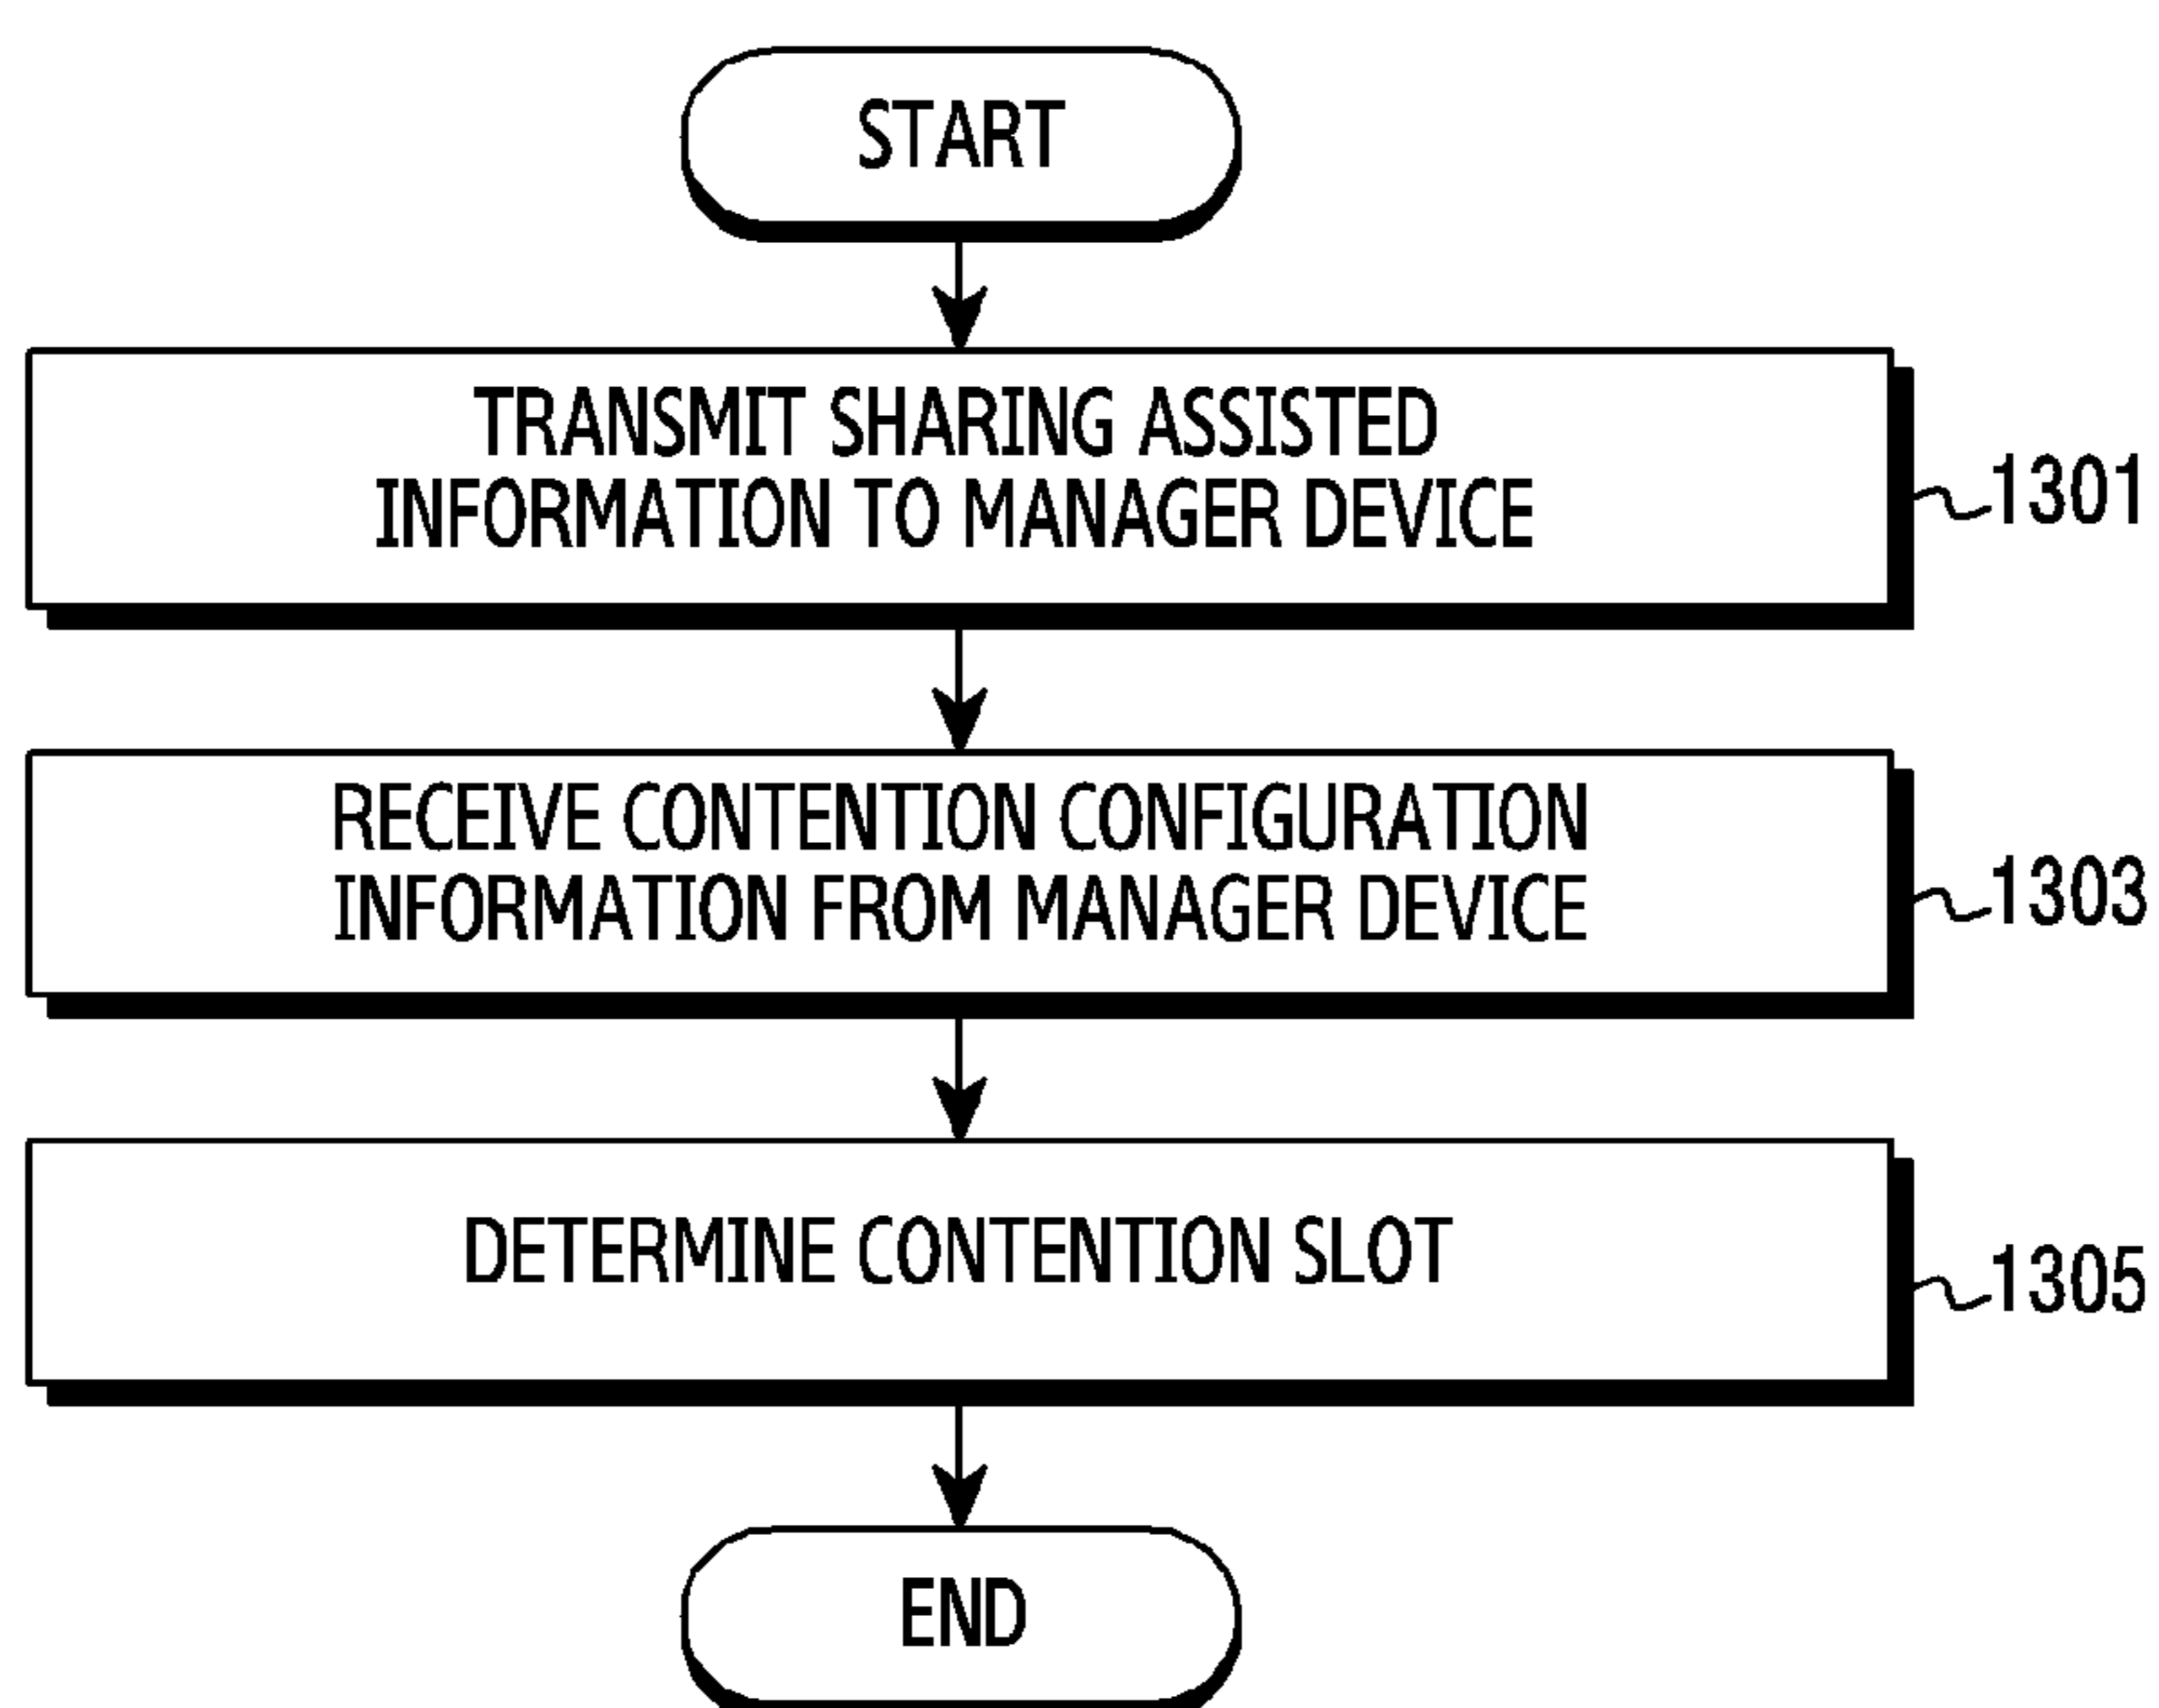 START
TRANSMIT SHARING ASSISTED
INFORMATION TO MANAGER DEVICE
1301
RECEIVE CONTENTION CONFIGURATION
INFORMATION FROM MANAGER DEVICE
1303
DETERMINE CONTENTION SLOT
1305
END